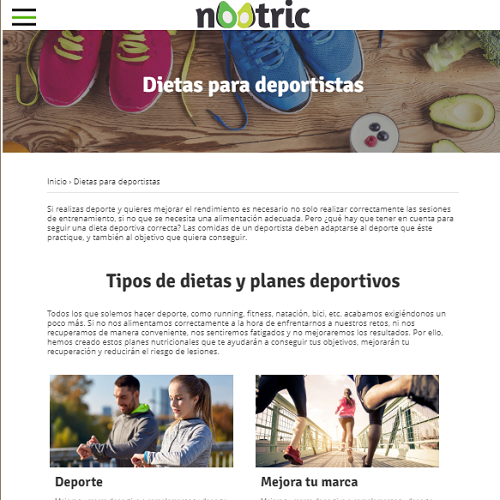 nootric
Dietas para deportistas
Inicio › Dietas para deportistas
Si realizas deporte y quieres mejorar el rendimiento es necesario no solo realizar correctamente las sesiones
de entrenamiento, si no que se necesita una alimentación adecuada. Pero ¿qué hay que tener en cuenta para
seguir una dieta deportiva correcta? Las comidas de un deportista deben adaptarse al deporte que éste
practique, y también al objetivo que quiera conseguir.
Tipos de dietas y planes deportivos
Todos los que solemos hacer deporte, como running, fitness, natación, bici, etc. acabamos exigiéndonos un
poco más. Si no nos alimentamos correctamente a la hora de enfrentarnos a nuestros retos, ni nos
recuperamos de manera conveniente, nos sentiremos fatigados y no mejoraremos los resultados. Por ello,
hemos creado estos planes nutricionales que te ayudarán a conseguir tus objetivos, mejorarán tu
recuperación y reducirán el riesgo de lesiones.
Deporte
Mejora tu marca